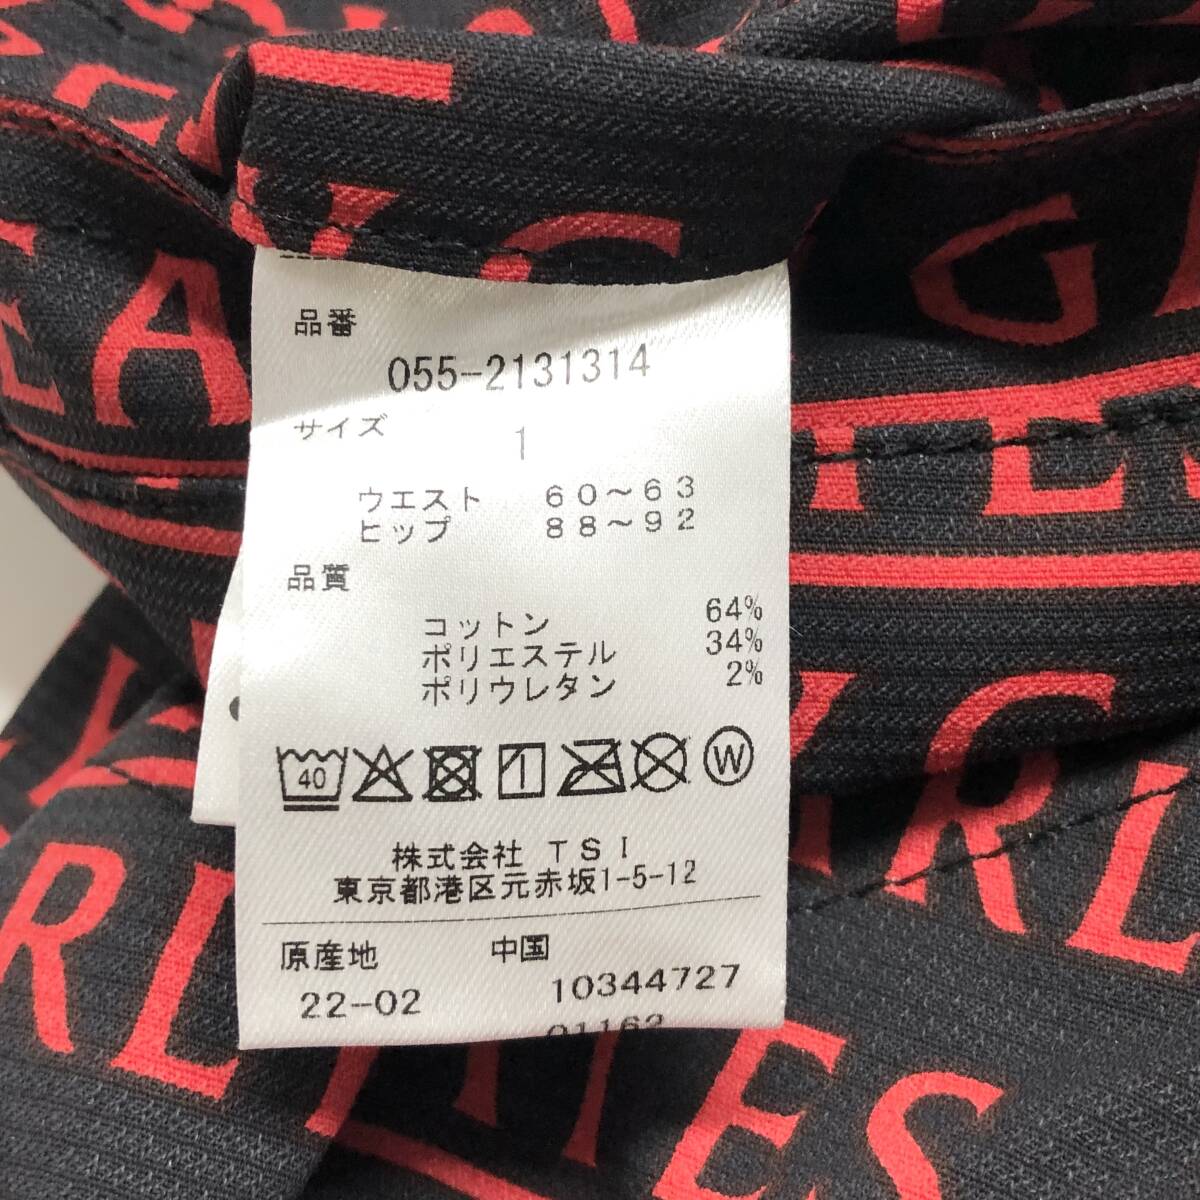 品番
055-2131314
サイズ
1
ウエスト 60～63
ヒップ 88～92
品質
コットン 64%
ポリエステル 34%
ポリウレタン 2%
40 W
株式会社 TSI
東京都港区元赤坂1-5-12
原産地 中国
22-02 10344727